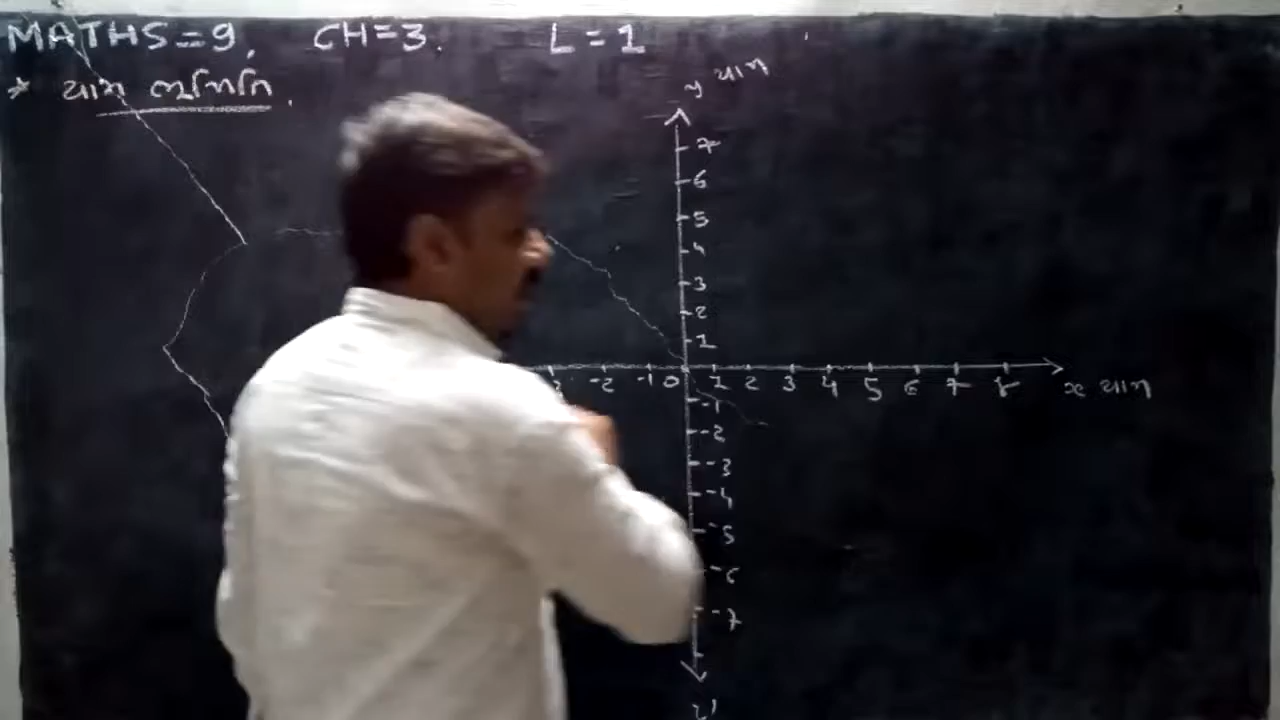 MATHS = 9, CH = 3. L = 1
* યામ ભૂમિતિ.
y યામ
7
6
5
4
3
2
1
-2 -1 0 1 2 3 4 5 6 7 8
x યામ
-1
-2
-3
-4
-5
-6
-7
y'